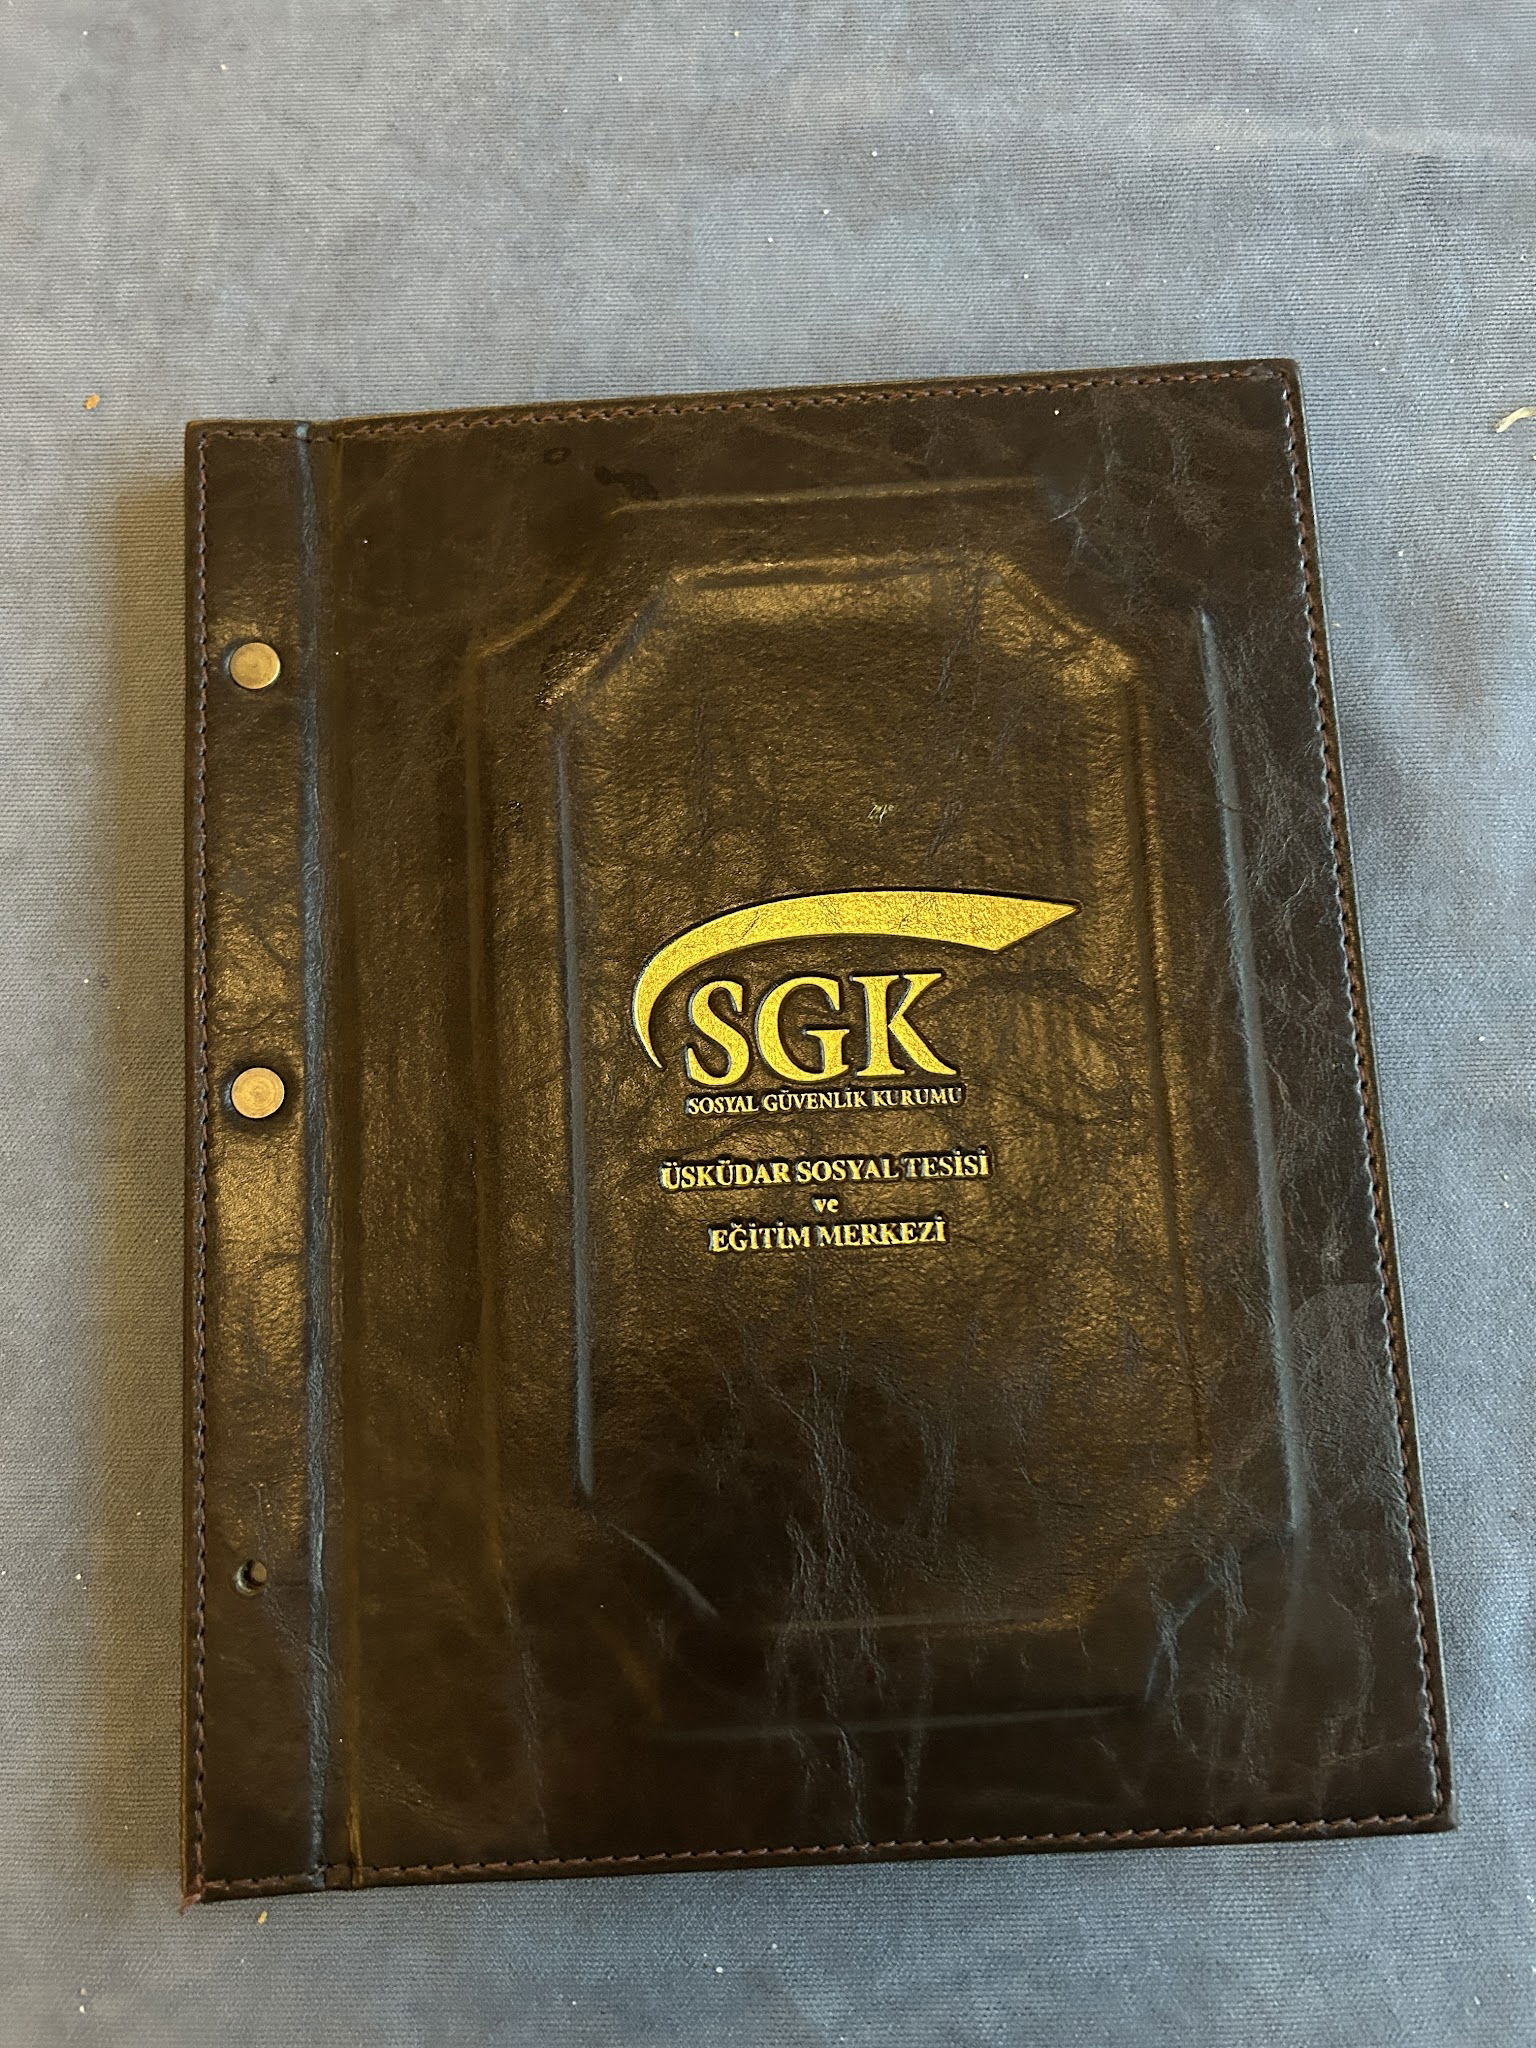 SGK
SOSYAL GÜVENLİK KURUMU
ÜSKÜDAR SOSYAL TESİSİ
ve
EĞİTİM MERKEZİ